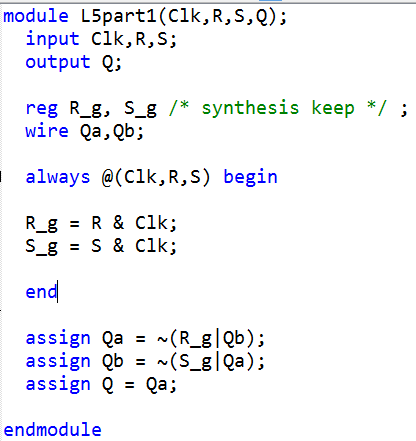 module L5part1(Clk,R,S,Q);
input Clk,R,S;
output Q;
reg R_g, S_g /* synthesis keep */ ;
wire Qa,Qb;
always @(Clk,R,S) begin
R_g = R & Clk;
S_g = S & Clk;
end
assign Qa = ~(R_g|Qb);
assign Qb = ~(S_g|Qa);
assign Q = Qa;
endmodule